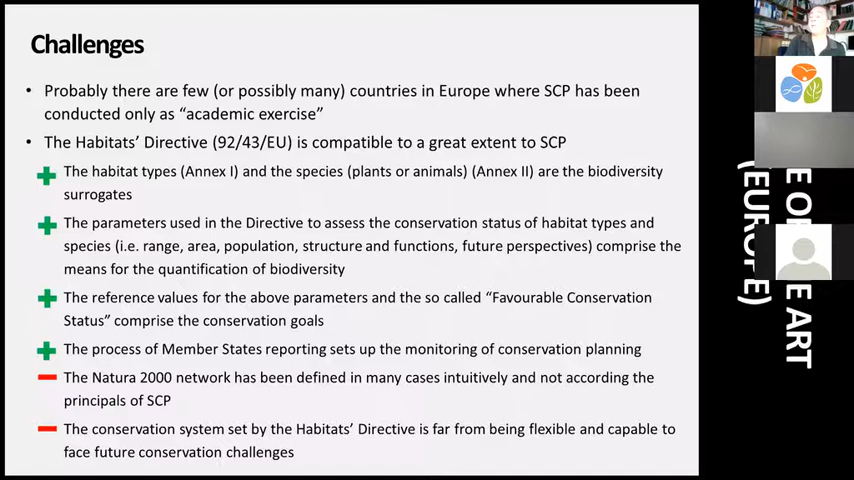 Challenges
• Probably there are few (or possibly many) countries in Europe where SCP has been
conducted only as “academic exercise”
• The Habitats’ Directive (92/43/EU) is compatible to a great extent to SCP
The habitat types (Annex I) and the species (plants or animals) (Annex II) are the biodiversity
surrogates
The parameters used in the Directive to assess the conservation status of habitat types and
species (i.e. range, area, population, structure and functions, future perspectives) comprise the
means for the quantification of biodiversity
The reference values for the above parameters and the so called “Favourable Conservation
Status” comprise the conservation goals
The process of Member States reporting sets up the monitoring of conservation planning
The Natura 2000 network has been defined in many cases intuitively and not according the
principals of SCP
The conservation system set by the Habitats’ Directive is far from being flexible and capable to
face future conservation challenges
ART